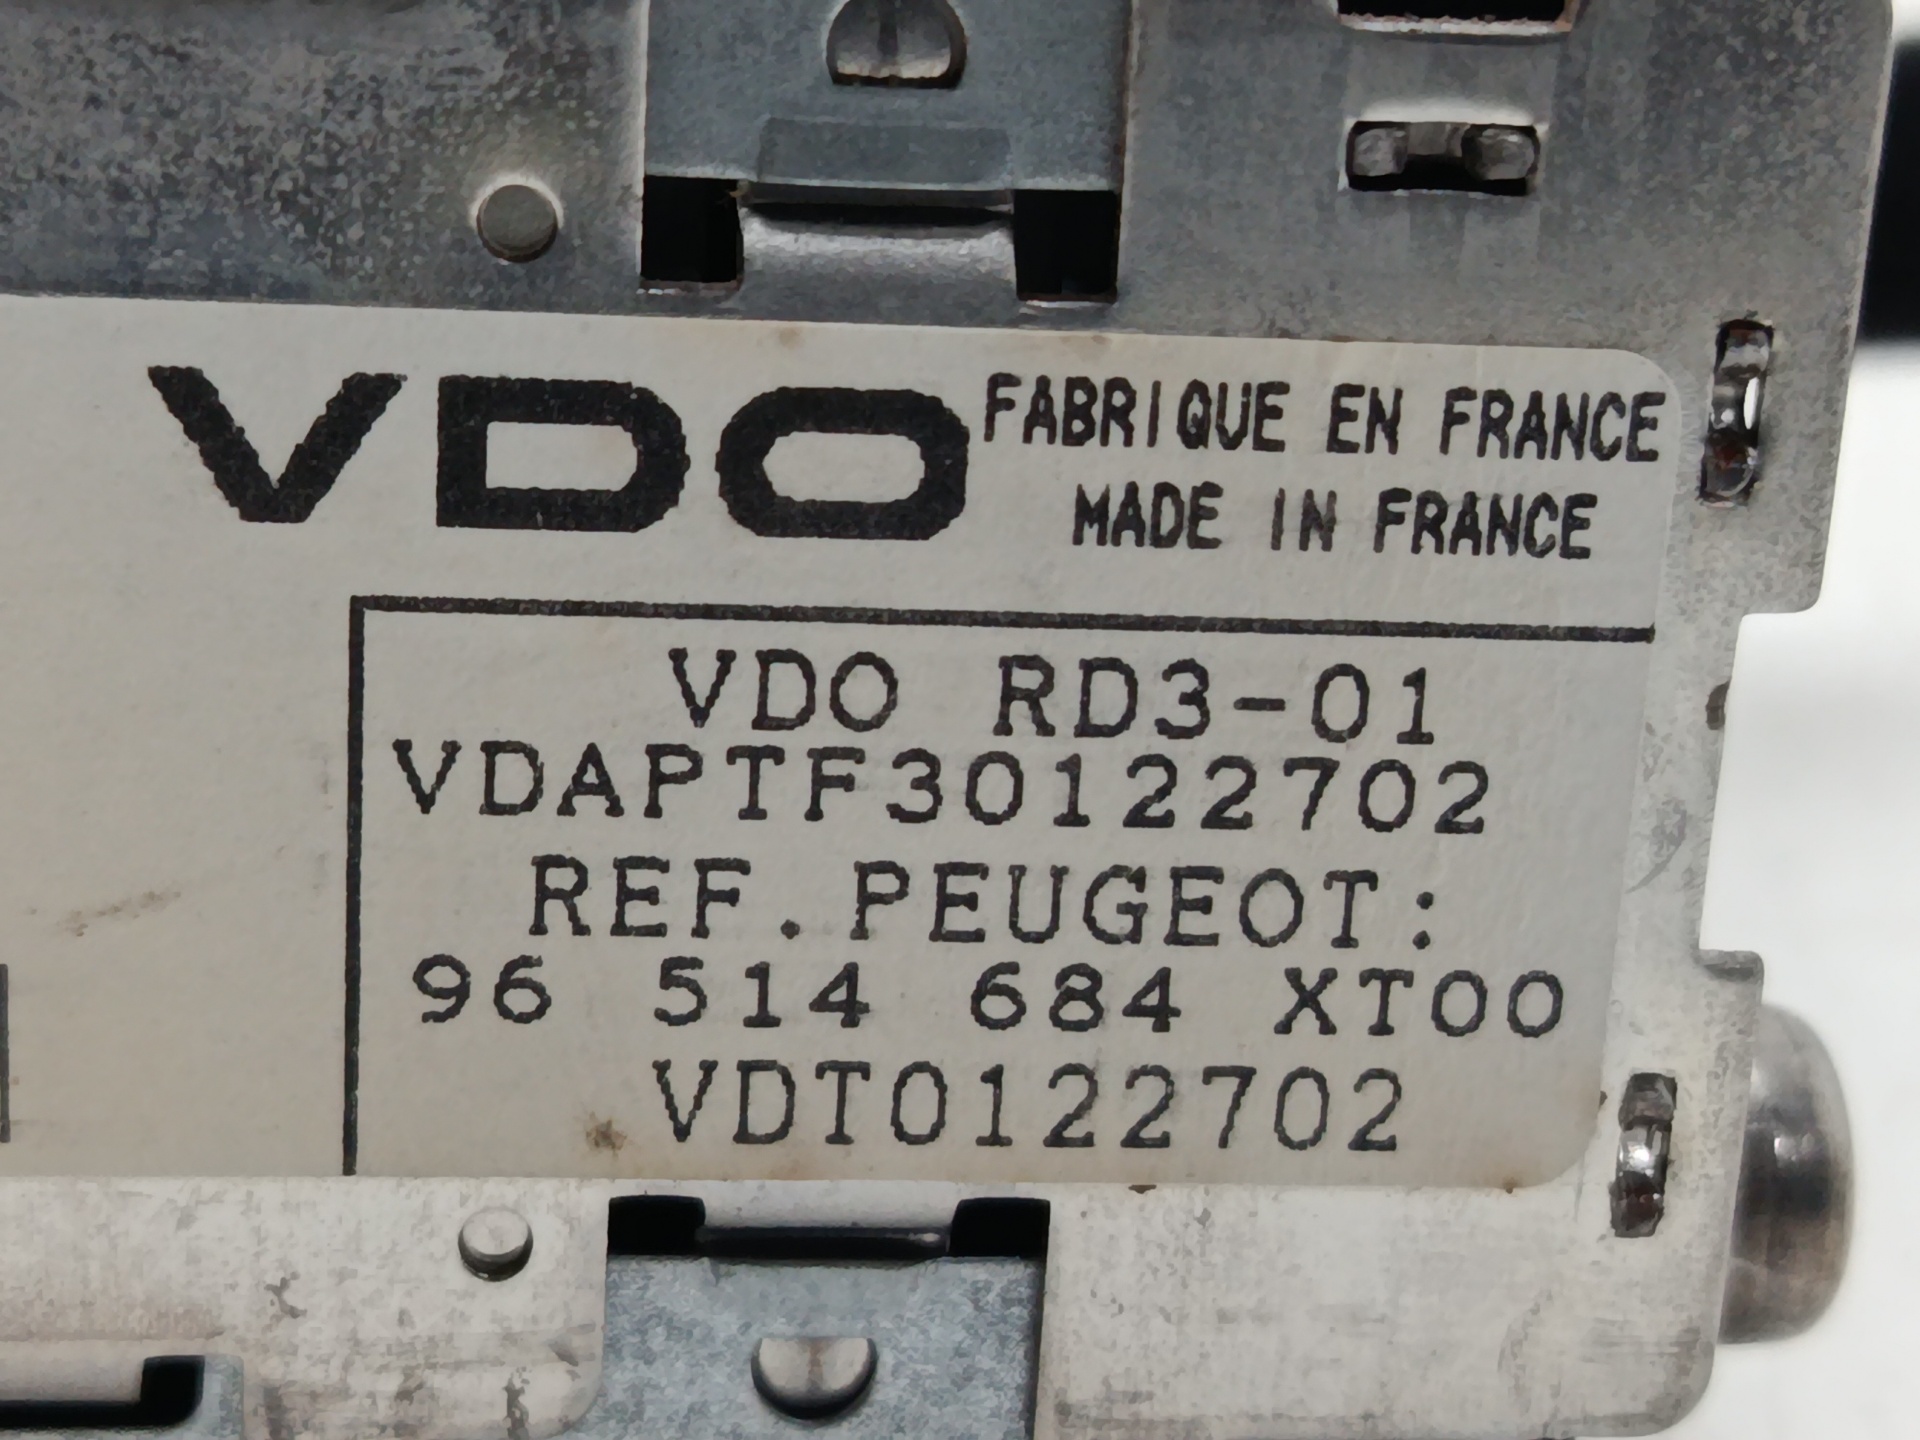 VDO
FABRIQUE EN FRANCE
MADE IN FRANCE
VDO RD3-01
VDAPTF30122702
REF.PEUGEOT:
96 514 684 XT00
VDT0122702